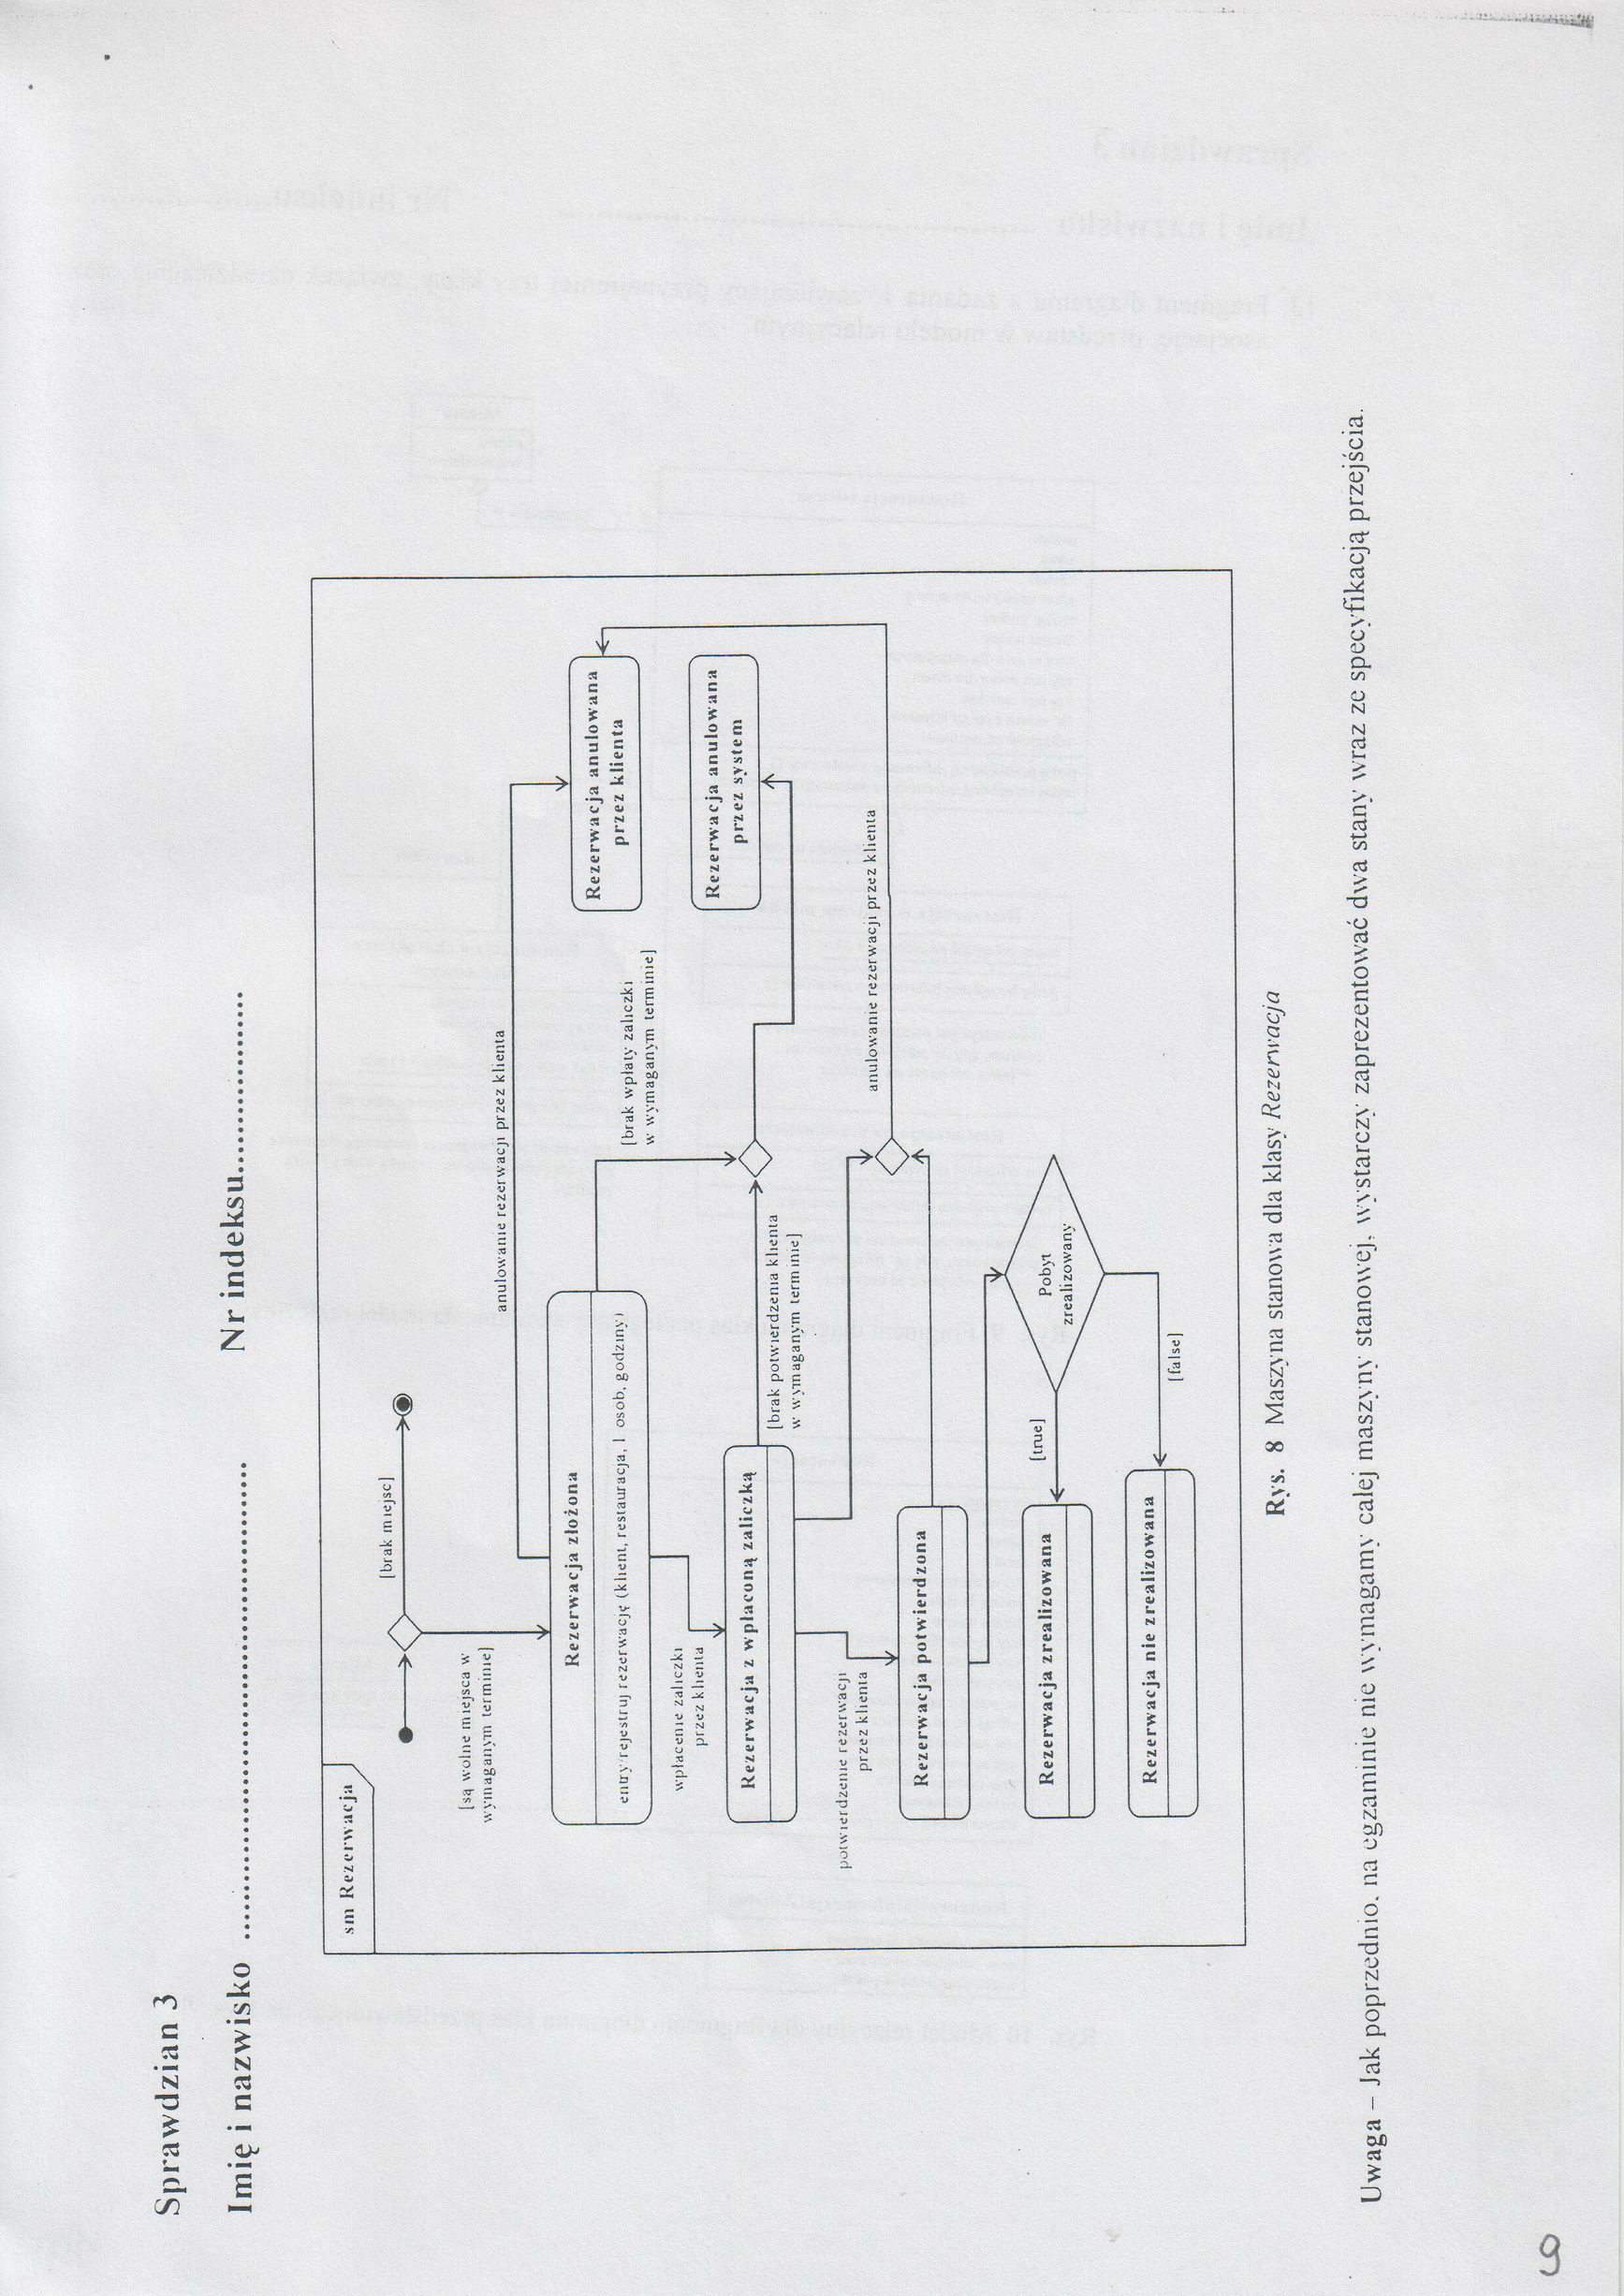 Sprawdzian 3
Imię i nazwisko ........................................................ Nr indeksu......................
sm Rezerwacja
[brak miejsc]
[są wolne miejsca w
wymaganym terminie]
anulowanie rezerwacji przez klienta
Rezerwacja złożona
entry/rejestruj rezerwację (klient, restauracja, l osob, godziny)
Rezerwacja anulowana
przez klienta
[brak wpłaty zaliczki
w wymaganym terminie]
wpłacenie zaliczki
przez klienta
Rezerwacja anulowana
przez system
Rezerwacja z wpłaconą zaliczką
[brak potwierdzenia klienta
w wymaganym terminie]
potwierdzenie rezerwacji
przez klienta
anulowanie rezerwacji przez klienta
Rezerwacja potwierdzona
Pobyt
zrealizowany
[true]
Rezerwacja zrealizowana
[false]
Rezerwacja nie zrealizowana
Rys. 8 Maszyna stanowa dla klasy Rezerwacja
Uwaga – Jak poprzednio, na egzaminie nie wymagamy całej maszyny stanowej, wystarczy zaprezentować dwa stany wraz ze specyfikacją przejścia.
9